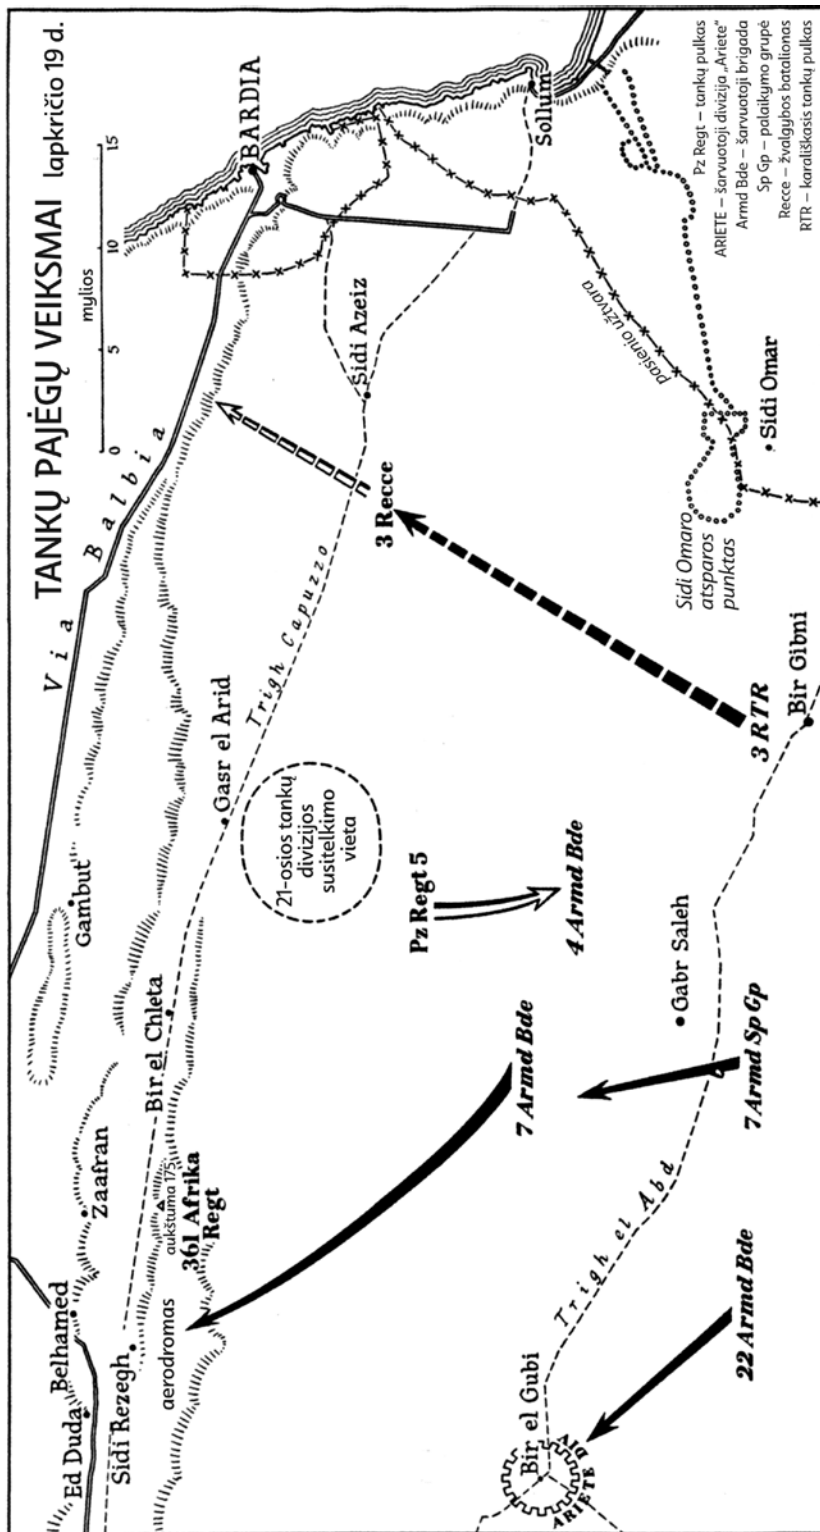 TANKŲ PAJĖGŲ VEIKSMAI lapkričio 19 d.
0 5 10 15
mylios
Via Balbia
BARDIA
Sollum
Gambut
Zaafran
Belhamed
Ed Duda
Sidi Rezegh
Bir el Chleta
Gasr el Arid
Trigh Capuzzo
Sidi Azeiz
aukštuma 175
361 Afrika
Regt
aerodromas
21-osios tankų
divizijos
susitelkimo
vieta
3 Recce
Pz Regt 5
4 Armd Bde
7 Armd Bde
pasienio užtvara
Sidi Omaro
atsparos
punktas
Sidi Omar
Gabr Saleh
3 RTR
Bir Gibni
7 Armd Sp Gp
Trigh el Abd
22 Armd Bde
Bir el Gubi
ARIETE DIV
Pz Regt – tankų pulkas
ARIETE – šarvuotoji divizija „Ariete“
Armd Bde – šarvuotoji brigada
Sp Gp – palaikymo grupė
Recce – žvalgybos batalionas
RTR – karališkasis tankų pulkas